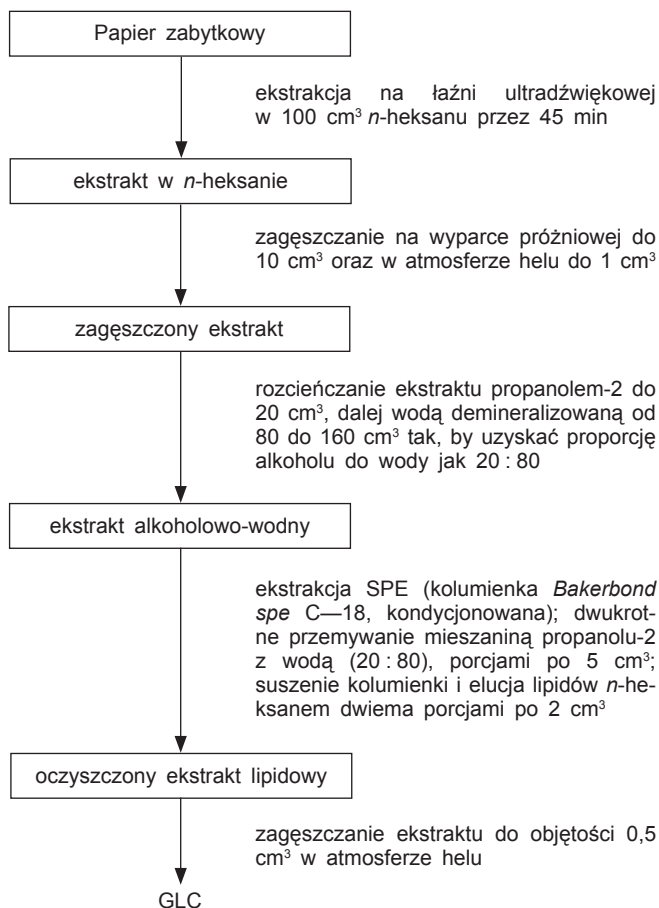 Papier zabytkowy
ekstrakcja na łaźni ultradźwiękowej
w 100 cm³ n-heksanu przez 45 min
ekstrakt w n-heksanie
zagęszczanie na wyparce próżniowej do
10 cm³ oraz w atmosferze helu do 1 cm³
zagęszczony ekstrakt
rozcieńczanie ekstraktu propanolem-2 do
20 cm³, dalej wodą demineralizowaną od
80 do 160 cm³ tak, by uzyskać proporcję
alkoholu do wody jak 20 : 80
ekstrakt alkoholowo-wodny
ekstrakcja SPE (kolumienka Bakerbond
spe C—18, kondycjonowana); dwukrot-
ne przemywanie mieszaniną propanolu-2
z wodą (20 : 80), porcjami po 5 cm³;
suszenie kolumienki i elucja lipidów n-he-
ksanem dwiema porcjami po 2 cm³
oczyszczony ekstrakt lipidowy
zagęszczanie ekstraktu do objętości 0,5
cm³ w atmosferze helu
GLC